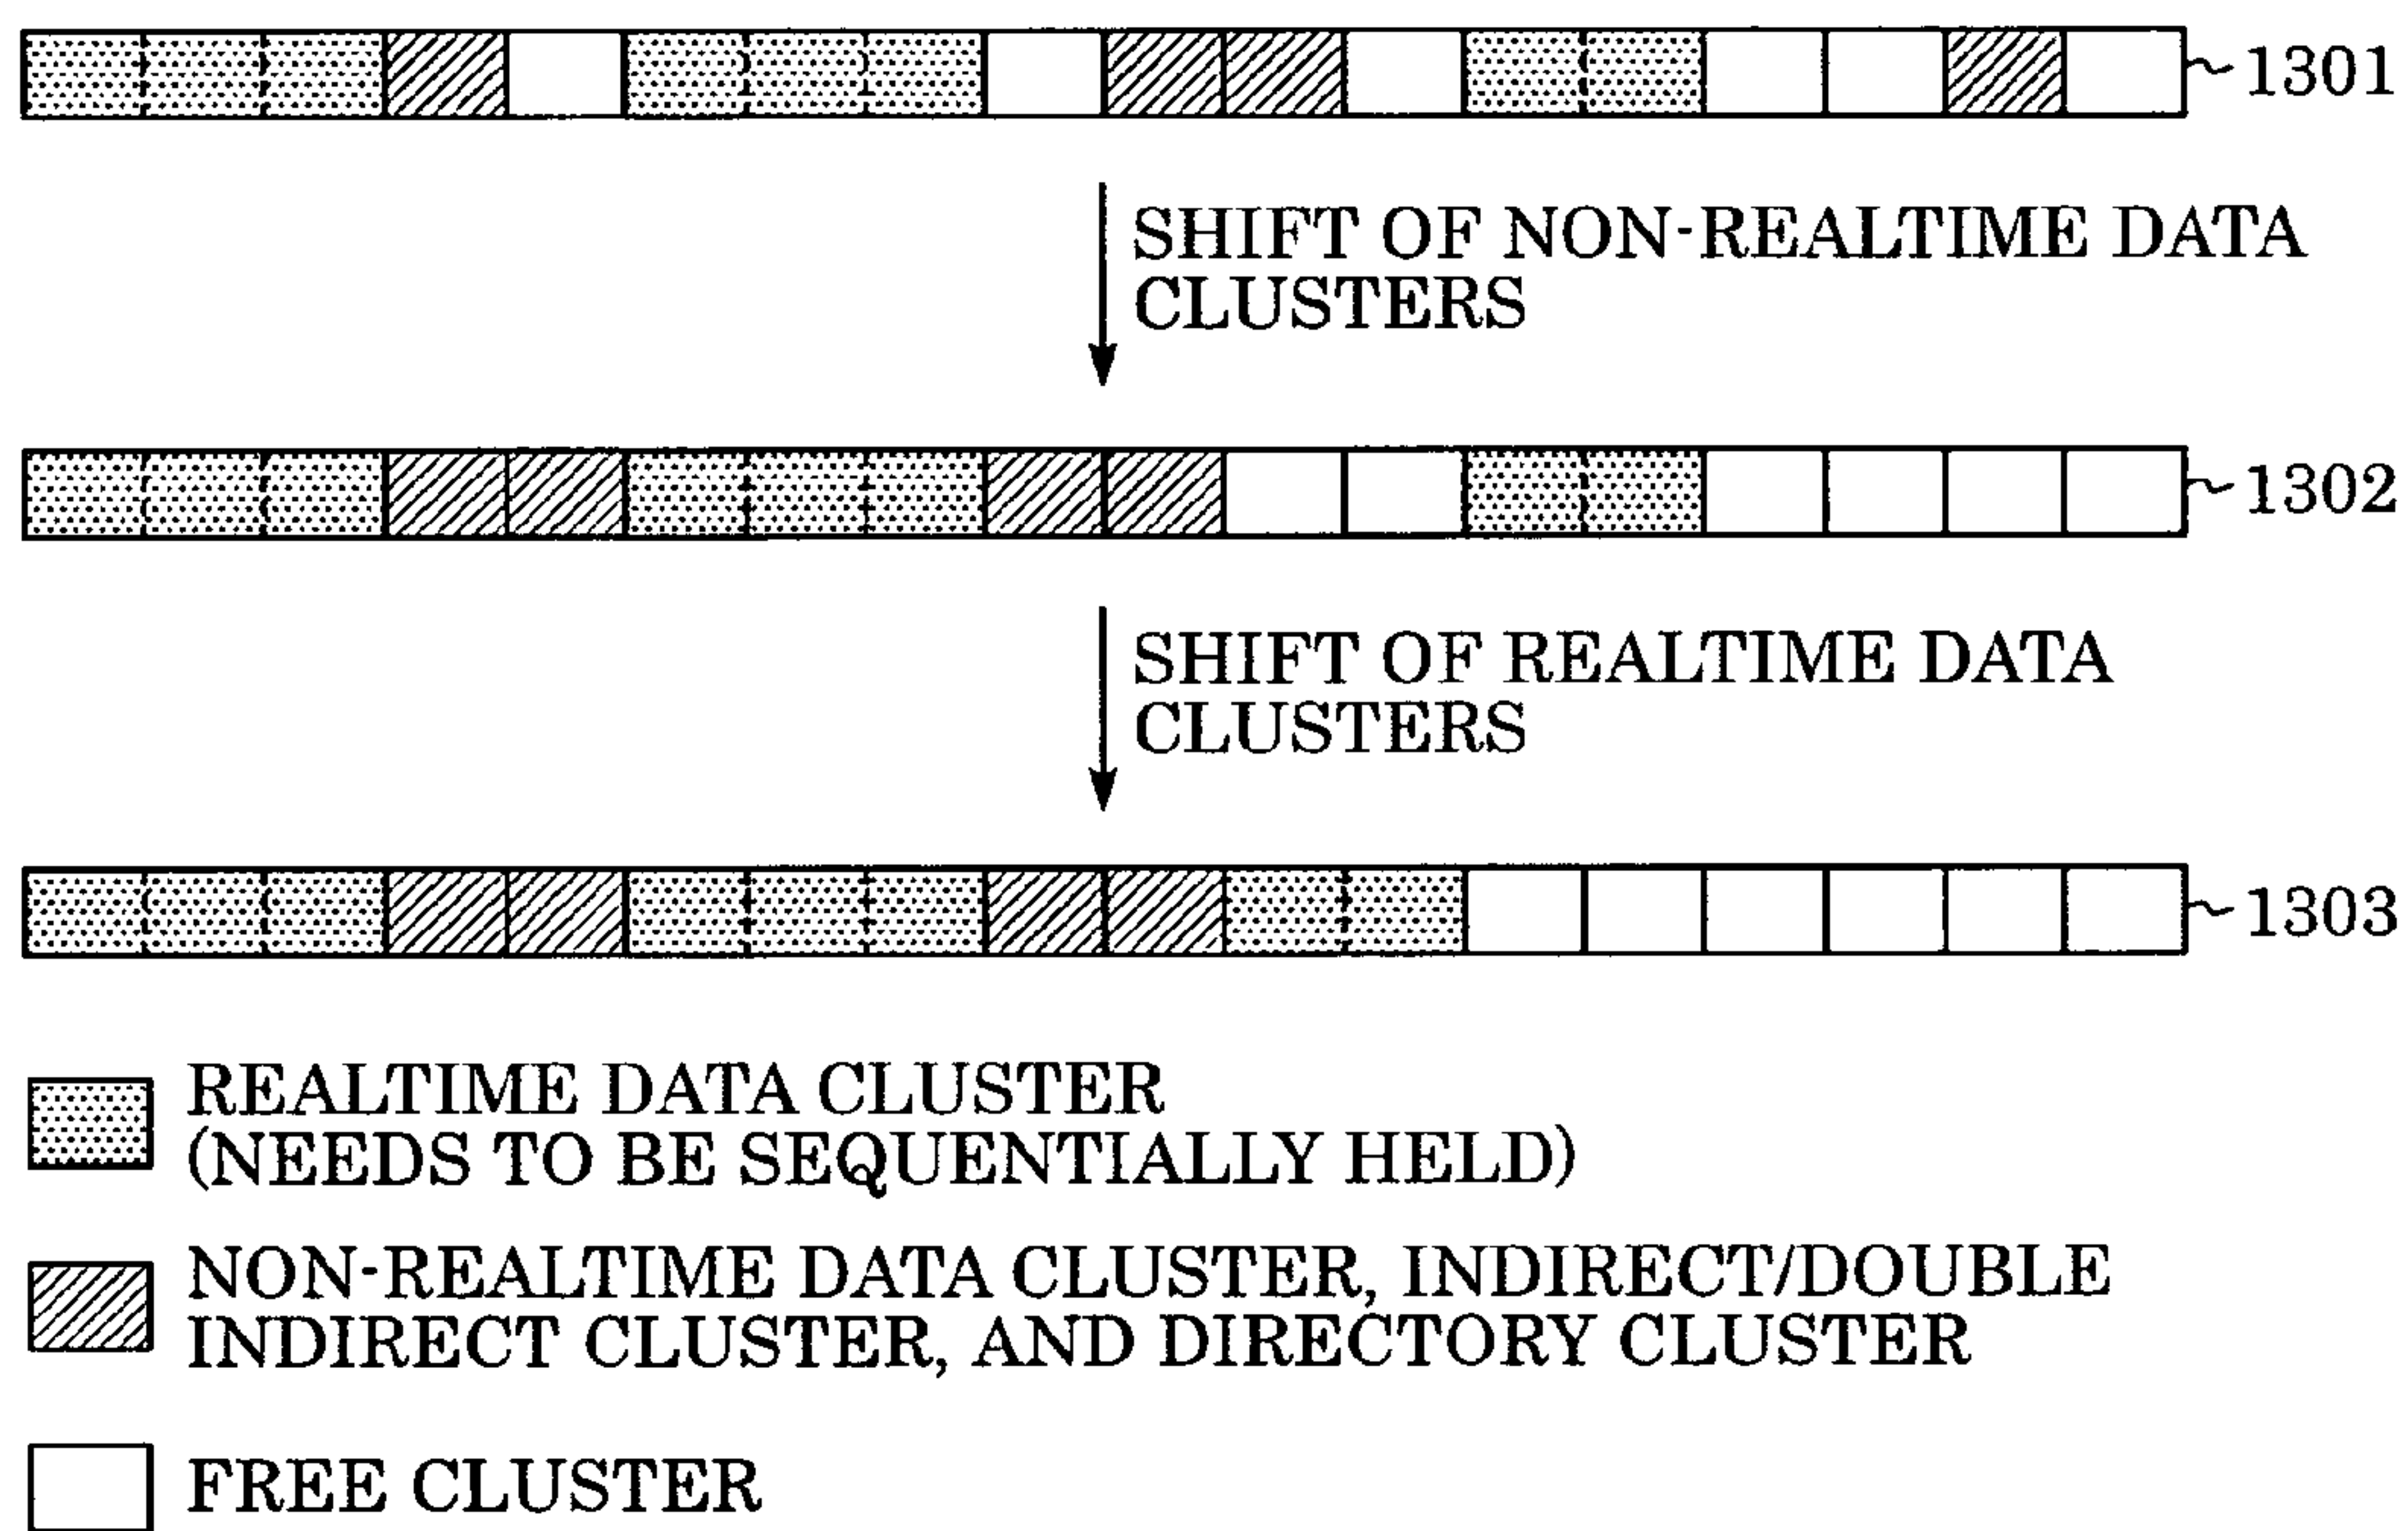 1301
SHIFT OF NON-REALTIME DATA
CLUSTERS
1302
SHIFT OF REALTIME DATA
CLUSTERS
1303
REALTIME DATA CLUSTER
(NEEDS TO BE SEQUENTIALLY HELD)
NON-REALTIME DATA CLUSTER, INDIRECT/DOUBLE
INDIRECT CLUSTER, AND DIRECTORY CLUSTER
FREE CLUSTER